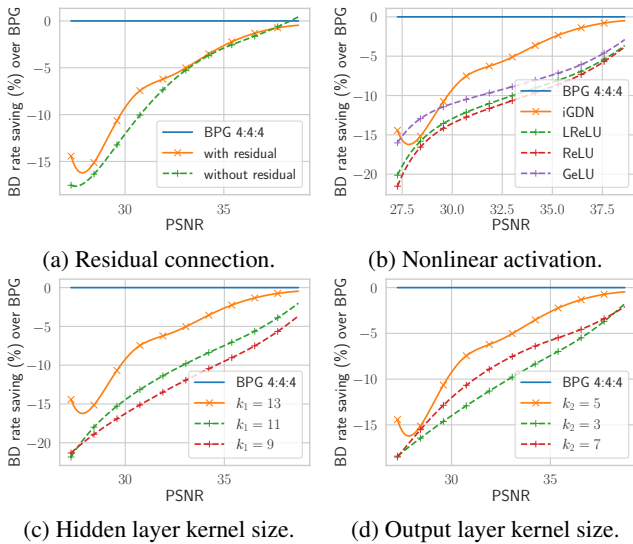 BD rate saving (%) over BPG
0
−5
−10
−15
BPG 4:4:4
with residual
without residual
30
35
PSNR
(a) Residual connection.
BD rate saving (%) over BPG
0
−5
−10
−15
−20
BPG 4:4:4
iGDN
LReLU
ReLU
GeLU
27.5
30.0
32.5
35.0
37.5
PSNR
(b) Nonlinear activation.
BD rate saving (%) over BPG
0
−5
−10
−15
−20
BPG 4:4:4
k₁ = 13
k₁ = 11
k₁ = 9
30
35
PSNR
(c) Hidden layer kernel size.
BD rate saving (%) over BPG
0
−5
−10
−15
BPG 4:4:4
k₂ = 5
k₂ = 3
k₂ = 7
30
35
PSNR
(d) Output layer kernel size.